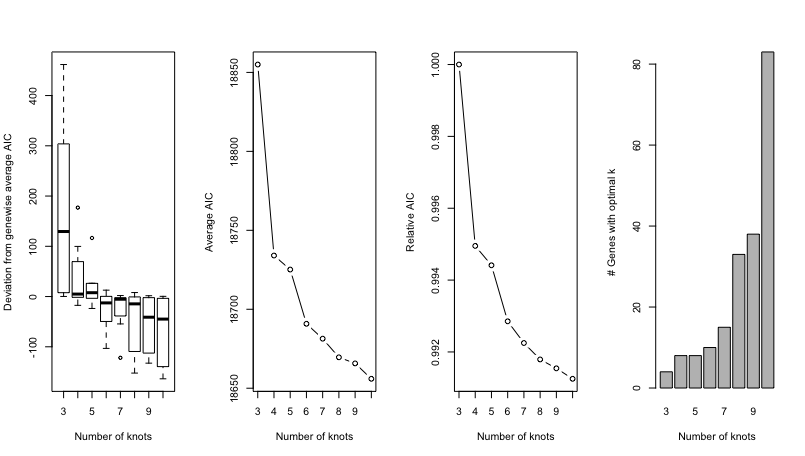 Deviation from genewise average AIC
-100 0 100 200 300 400
3 5 7 9
Number of knots
Average AIC
18650 18700 18750 18800 18850
3 4 5 6 7 8 9
Number of knots
Relative AIC
0.992 0.994 0.996 0.998 1.000
3 4 5 6 7 8 9
Number of knots
# Genes with optimal k
0 20 40 60 80
3 5 7 9
Number of knots